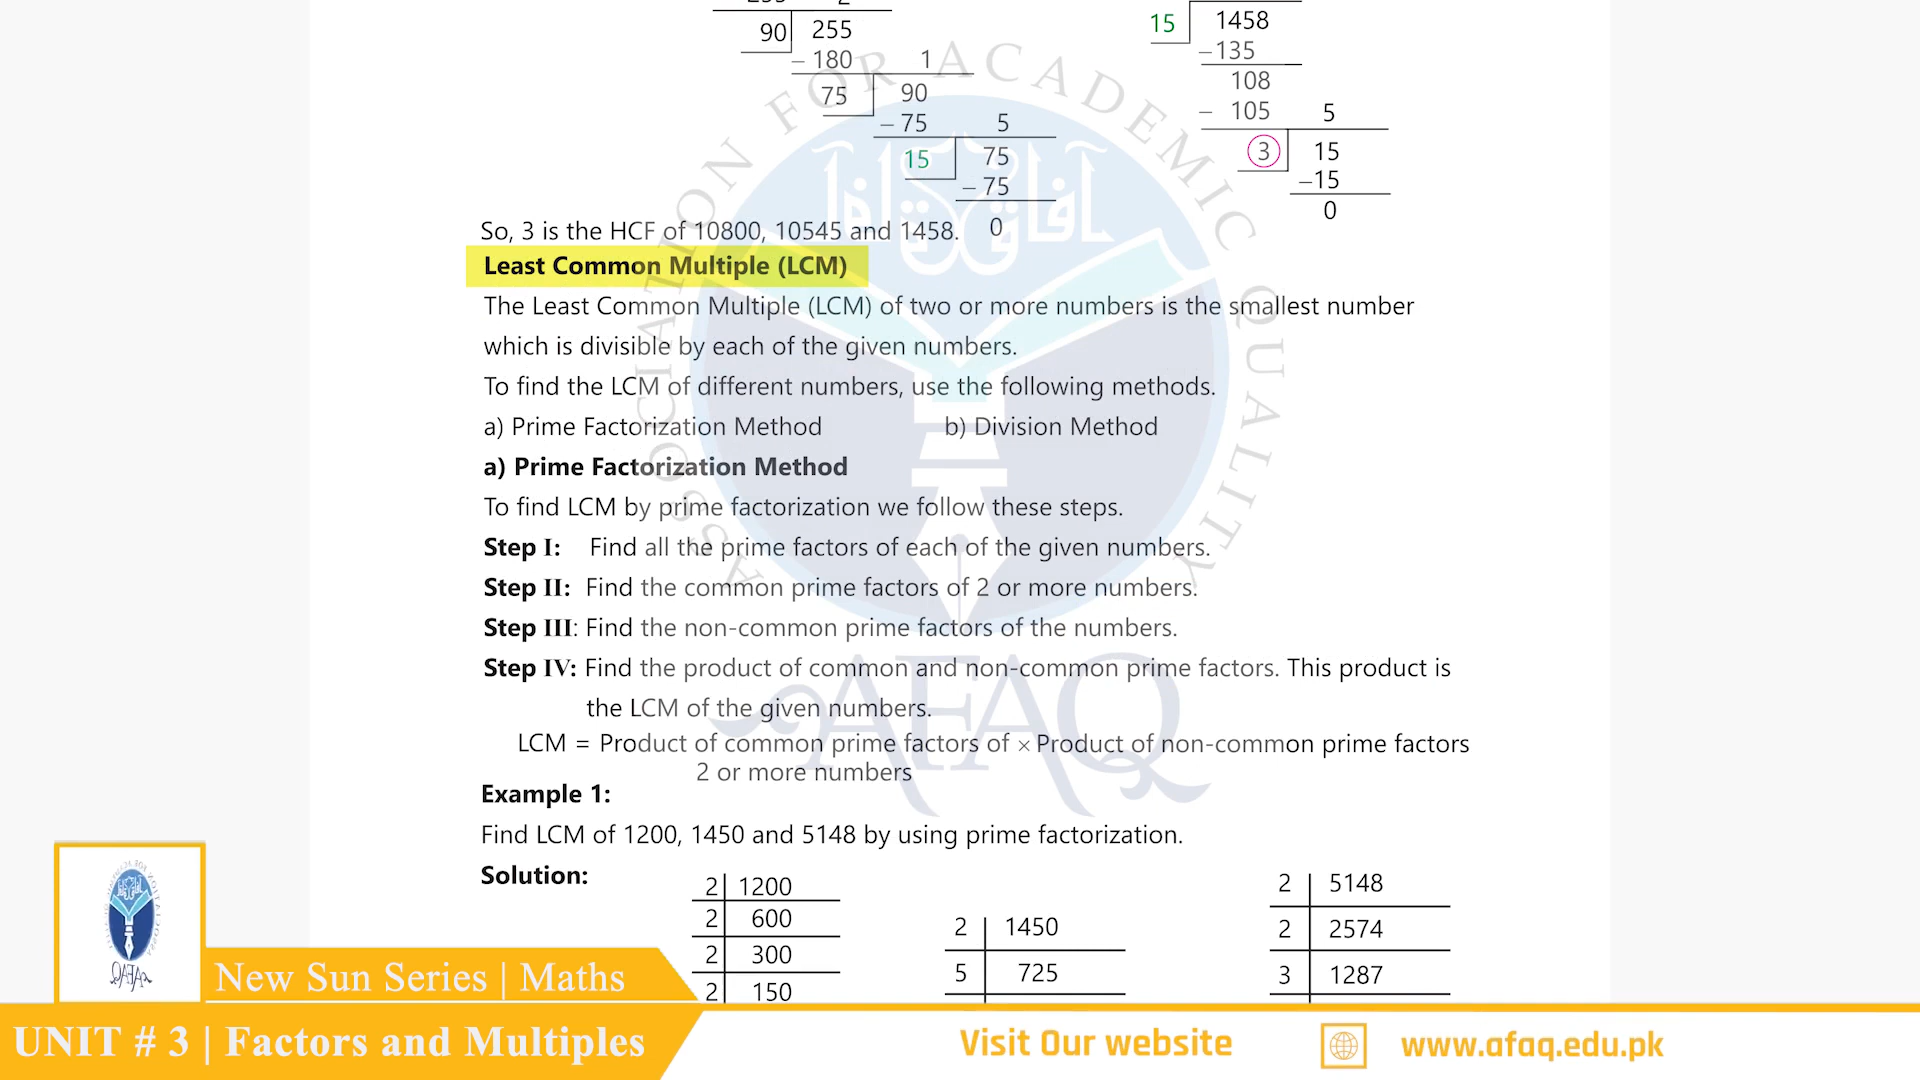 90 255
– 180 1
75 90
– 75 5
15 75
– 75
0
15 1458
–135
108
– 105 5
3 15
–15
0
So, 3 is the HCF of 10800, 10545 and 1458.
Least Common Multiple (LCM)
The Least Common Multiple (LCM) of two or more numbers is the smallest number
which is divisible by each of the given numbers.
To find the LCM of different numbers, use the following methods.
a) Prime Factorization Method b) Division Method
a) Prime Factorization Method
To find LCM by prime factorization we follow these steps.
Step I: Find all the prime factors of each of the given numbers.
Step II: Find the common prime factors of 2 or more numbers.
Step III: Find the non-common prime factors of the numbers.
Step IV: Find the product of common and non-common prime factors. This product is
the LCM of the given numbers.
LCM = Product of common prime factors of × Product of non-common prime factors
2 or more numbers
Example 1:
Find LCM of 1200, 1450 and 5148 by using prime factorization.
Solution:
2 1200
2 600
2 300
2 150
2 1450
5 725
2 5148
2 2574
3 1287
ASSOCIATION FOR ACADEMIC QUALITY
آفاق
AFAQ
New Sun Series | Maths
UNIT # 3 | Factors and Multiples
Visit Our website
www.afaq.edu.pk